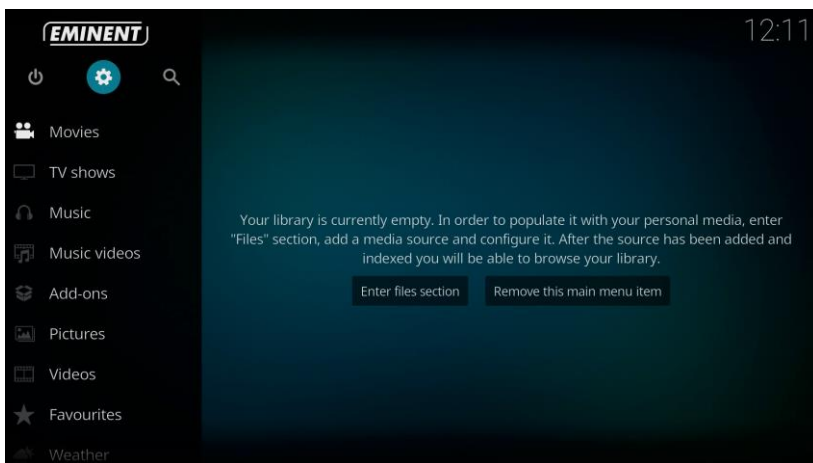 EMINENT
12:11
Movies
TV shows
Music
Music videos
Add-ons
Pictures
Videos
Favourites
Weather
Your library is currently empty. In order to populate it with your personal media, enter
"Files" section, add a media source and configure it. After the source has been added and
indexed you will be able to browse your library.
Enter files section
Remove this main menu item